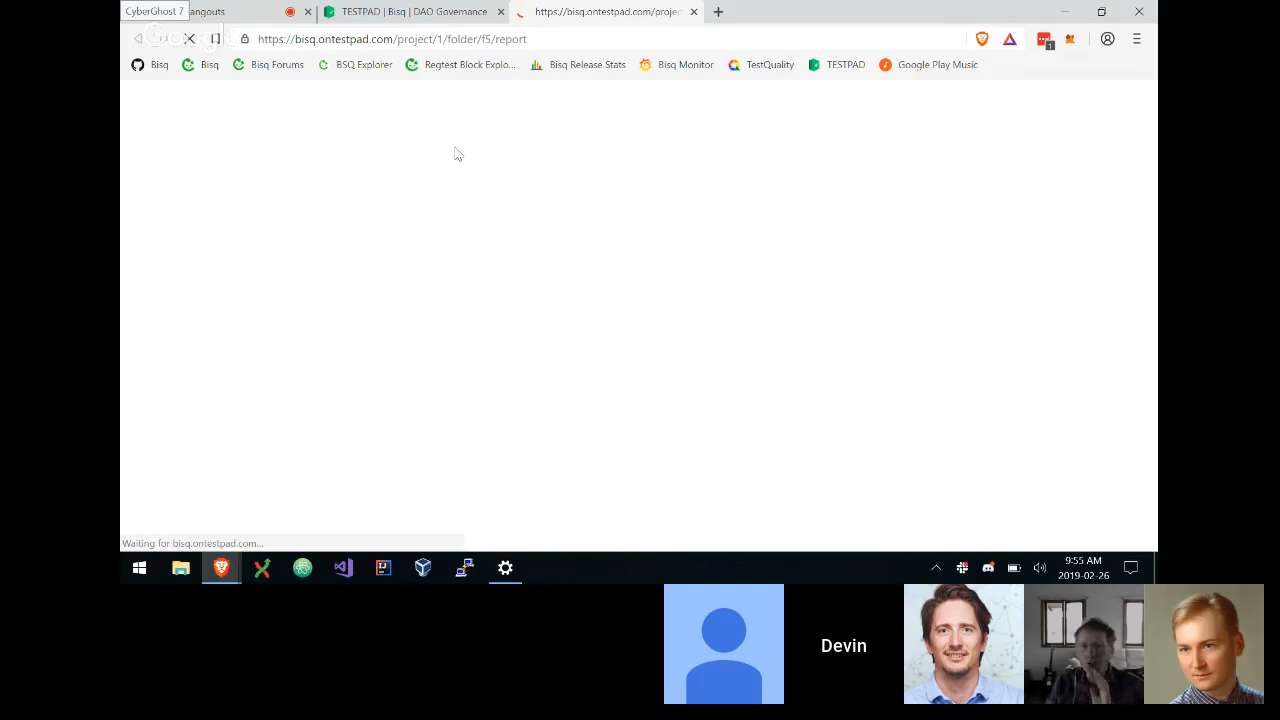 CyberGhost 7
angouts
TESTPAD | Bisq | DAO Governance
https://bisq.ontestpad.com/projec
https://bisq.ontestpad.com/project/1/folder/f5/report
1
Bisq
Bisq
Bisq Forums
BSQ Explorer
Regtest Block Explo...
Bisq Release Stats
Bisq Monitor
TestQuality
TESTPAD
Google Play Music
Waiting for bisq.ontestpad.com...
9:55 AM
2019-02-26
Devin